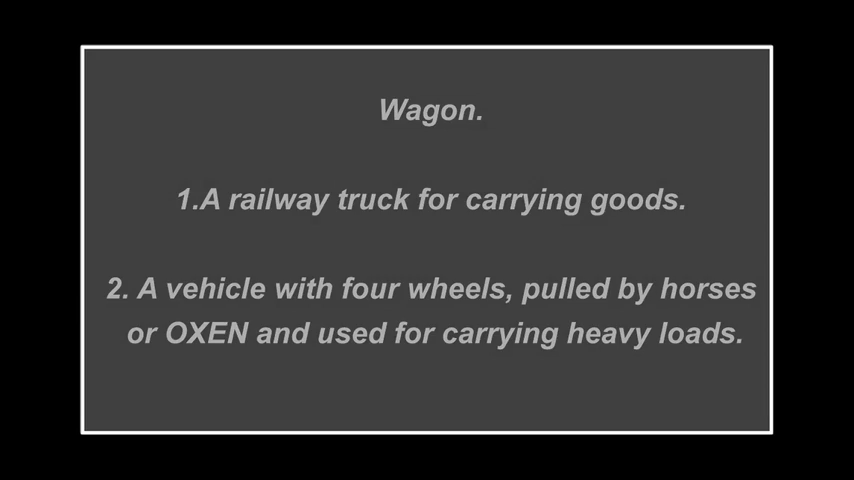 Wagon.
1.A railway truck for carrying goods.
2. A vehicle with four wheels, pulled by horses
or OXEN and used for carrying heavy loads.